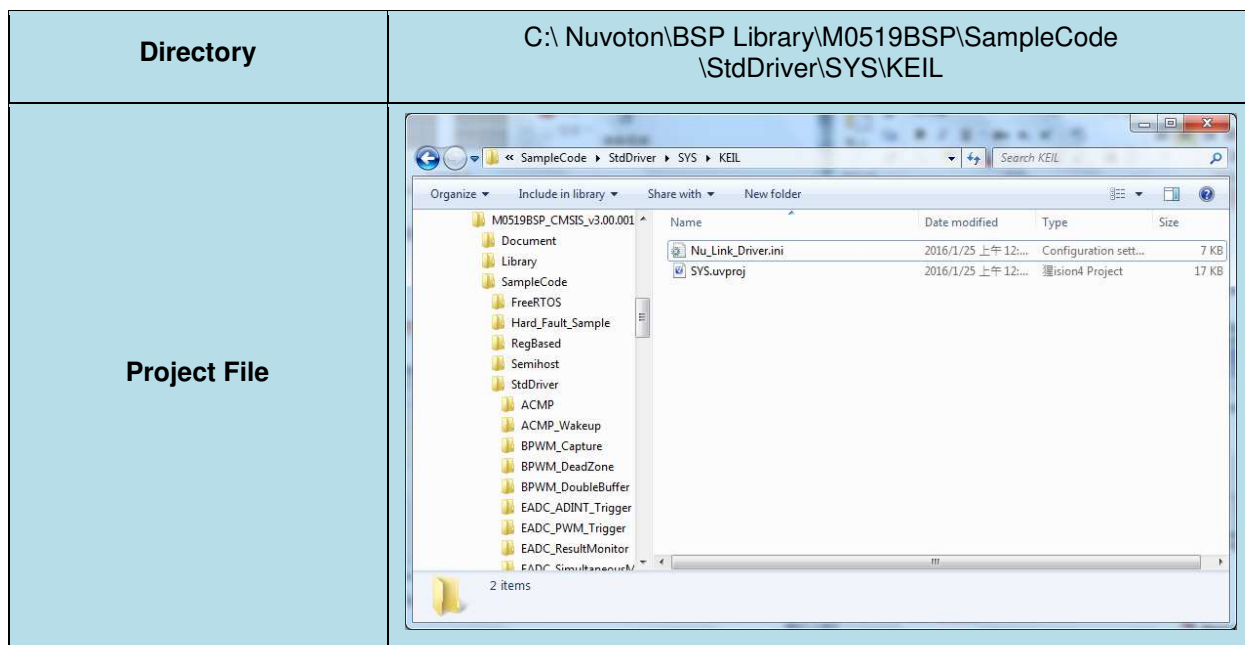 Directory
C:\ Nuvoton\BSP Library\M0519BSP\SampleCode
\StdDriver\SYS\KEIL
Project File
« SampleCode ▸ StdDriver ▸ SYS ▸ KEIL
Search KEIL
Organize ▾ Include in library ▾ Share with ▾ New folder
M0519BSP_CMSIS_v3.00.001
Document
Library
SampleCode
FreeRTOS
Hard_Fault_Sample
RegBased
Semihost
StdDriver
ACMP
ACMP_Wakeup
BPWM_Capture
BPWM_DeadZone
BPWM_DoubleBuffer
EADC_ADINT_Trigger
EADC_PWM_Trigger
EADC_ResultMonitor
EADC_SimultaneousM
Name Date modified Type Size
Nu_Link_Driver.ini 2016/1/25 上午 12:... Configuration sett... 7 KB
SYS.uvproj 2016/1/25 上午 12:... ision4 Project 17 KB
2 items